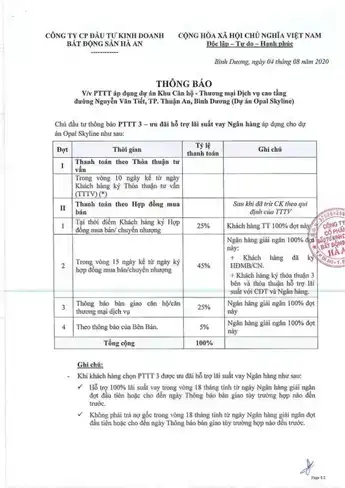 CÔNG TY CP ĐẦU TƯ KINH DOANH
BẤT ĐỘNG SẢN HÀ AN
CỘNG HÒA XÃ HỘI CHỦ NGHĨA VIỆT NAM
Độc lập – Tự do – Hạnh phúc
Bình Dương, ngày 04 tháng 08 năm 2020
THÔNG BÁO
V/v PTTT áp dụng dự án Khu Căn hộ - Thương mại Dịch vụ cao tầng
đường Nguyễn Văn Tiết, TP. Thuận An, Bình Dương (Dự án Opal Skyline)
Chủ đầu tư thông báo PTTT 3 – ưu đãi hỗ trợ lãi suất vay Ngân hàng áp dụng cho dự
án Opal Skyline như sau:
Đợt Thời gian Tỷ lệ thanh toán Ghi chú
I Thanh toán theo Thỏa thuận tư
vấn
Trong vòng 10 ngày kể từ ngày
Khách hàng ký Thỏa thuận tư vấn
(TTTV) (*)
II Thanh toán theo Hợp đồng mua
bán
Sau khi đã trừ CK theo qui
định của TTTV
1 Tại thời điểm Khách hàng ký Hợp
đồng mua bán/ chuyển nhượng
25% Khách hàng TT 100% đợt này
2 Trong vòng 15 ngày kể từ ngày ký
hợp đồng mua bán/chuyển nhượng
45%
Ngân hàng giải ngân 100% đợt
này
+ Khách hàng đã ký
HĐMB/CN.
+ Khách hàng ký thỏa thuận 3
bên và thỏa thuận hỗ trợ lãi
suất với CĐT và Ngân hàng.
3 Thông báo bàn giao căn hộ/căn
thương mại dịch vụ
25% Ngân hàng giải ngân 100% đợt
này
4 Theo thông báo của Bên Bán.
5% Ngân hàng giải ngân 100% đợt
này
Tổng cộng 100%
Ghi chú:
- Khi khách hàng chọn PTTT 3 được ưu đãi hỗ trợ lãi suất vay Ngân hàng như sau:
✓ Hỗ trợ 100% lãi suất vay trong vòng 18 tháng tính từ ngày Ngân hàng giải ngân
đợt đầu tiên hoặc cho đến ngày Thông báo bàn giao tùy trường hợp nào đến
trước.
✓ Không phải trả nợ gốc trong vòng 18 tháng tính từ ngày Ngân hàng giải ngân đợt
đầu tiên hoặc cho đến ngày Thông báo bàn giao tùy trường hợp nào đến trước.